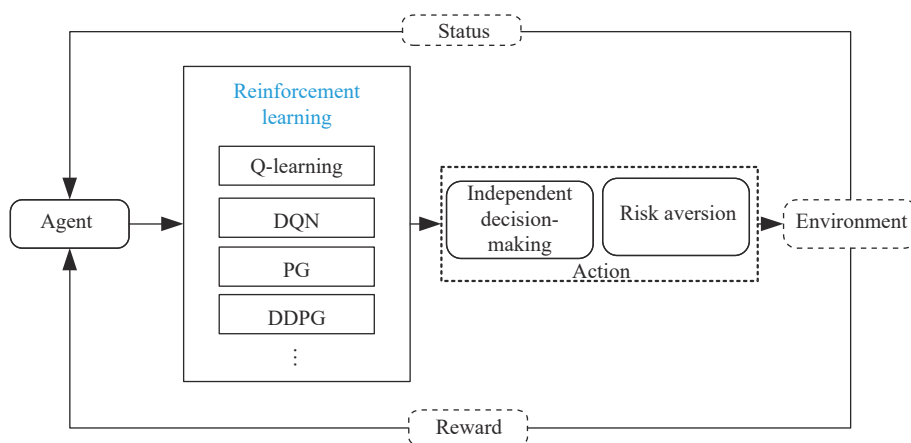 Status
Reinforcement
learning
Q-learning
DQN
PG
DDPG
⋮
Agent
Independent
decision-
making
Risk aversion
Action
Environment
Reward